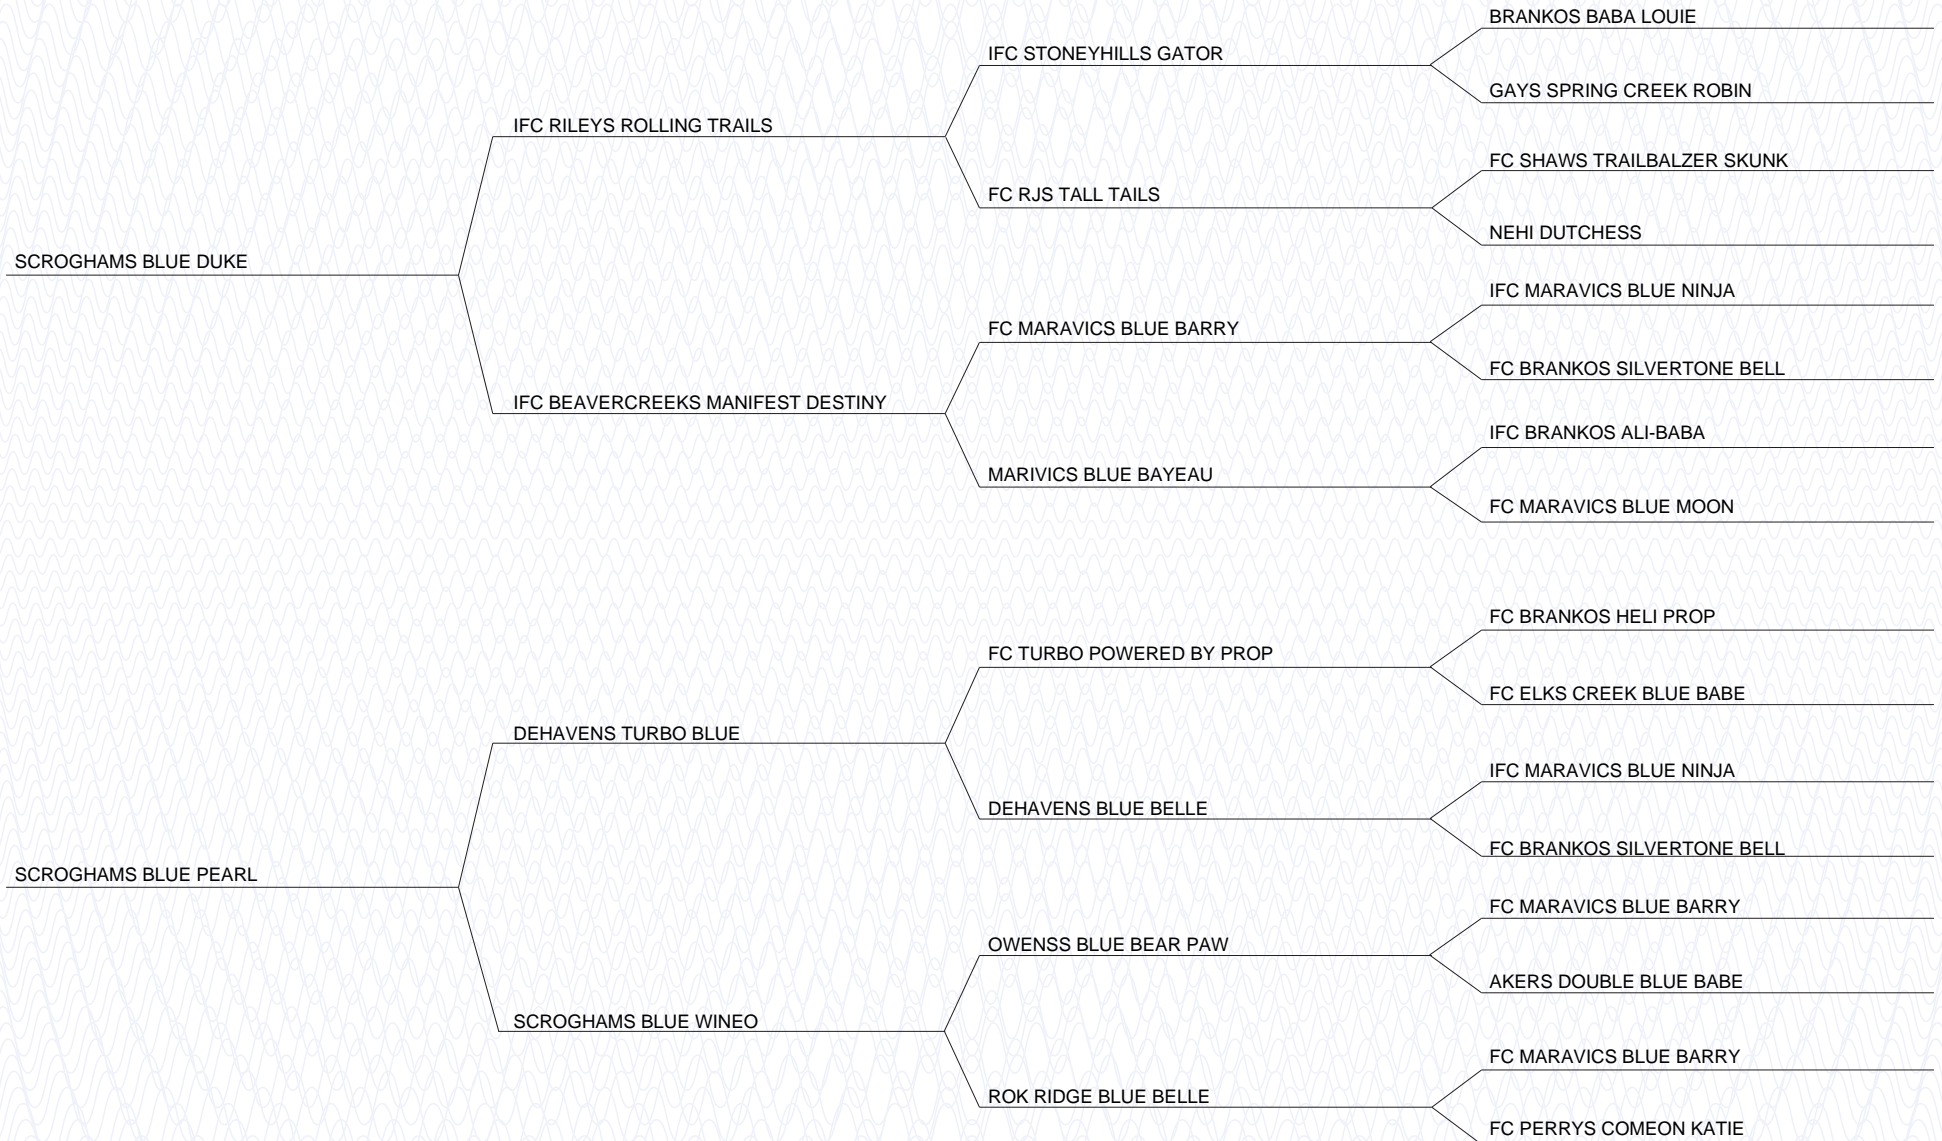 BRANKOS BABA LOUIE
IFC STONEYHILLS GATOR
GAYS SPRING CREEK ROBIN
IFC RILEYS ROLLING TRAILS
FC SHAWS TRAILBALZER SKUNK
FC RJS TALL TAILS
NEHI DUTCHESS
SCROGHAMS BLUE DUKE
IFC MARAVICS BLUE NINJA
FC MARAVICS BLUE BARRY
FC BRANKOS SILVERTONE BELL
IFC BEAVERCREEKS MANIFEST DESTINY
IFC BRANKOS ALI-BABA
MARIVICS BLUE BAYEAU
FC MARAVICS BLUE MOON
FC BRANKOS HELI PROP
FC TURBO POWERED BY PROP
FC ELKS CREEK BLUE BABE
DEHAVENS TURBO BLUE
IFC MARAVICS BLUE NINJA
DEHAVENS BLUE BELLE
FC BRANKOS SILVERTONE BELL
SCROGHAMS BLUE PEARL
FC MARAVICS BLUE BARRY
OWENSS BLUE BEAR PAW
AKERS DOUBLE BLUE BABE
SCROGHAMS BLUE WINEO
FC MARAVICS BLUE BARRY
ROK RIDGE BLUE BELLE
FC PERRYS COMEON KATIE